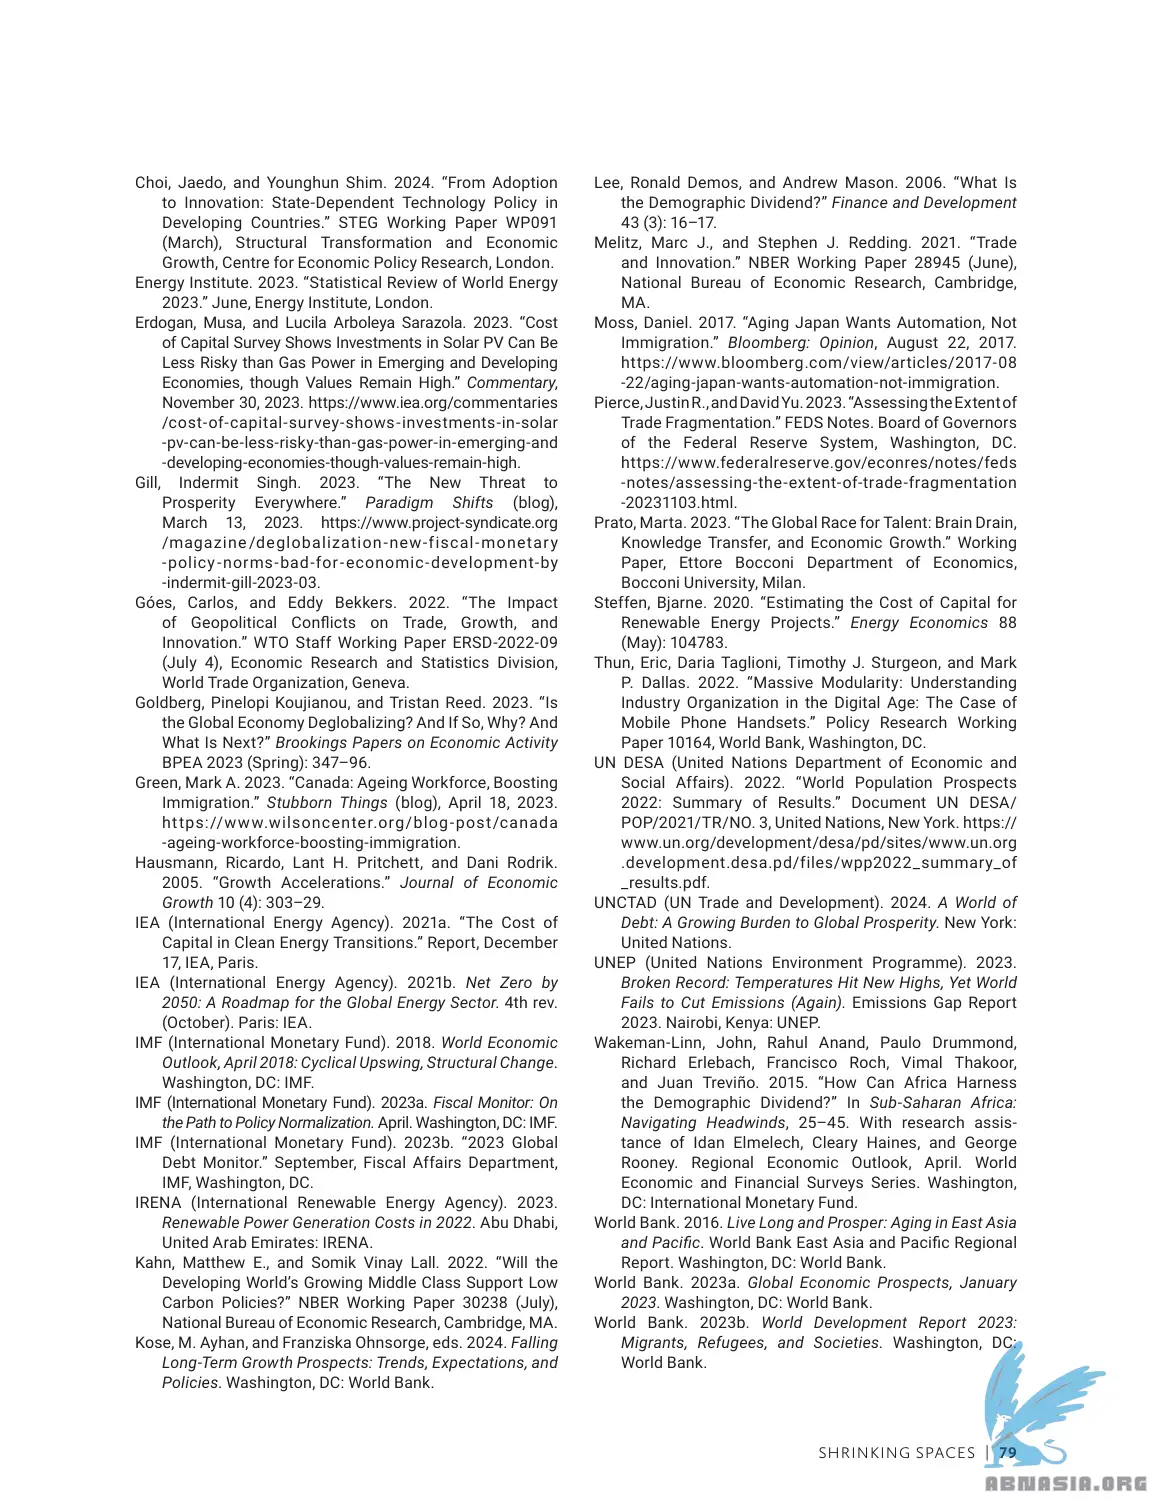 Choi, Jaedo, and Younghun Shim. 2024. “From Adoption
to Innovation: State-Dependent Technology Policy in
Developing Countries.” STEG Working Paper WP091
(March), Structural Transformation and Economic
Growth, Centre for Economic Policy Research, London.
Energy Institute. 2023. “Statistical Review of World Energy
2023.” June, Energy Institute, London.
Erdogan, Musa, and Lucila Arboleya Sarazola. 2023. “Cost
of Capital Survey Shows Investments in Solar PV Can Be
Less Risky than Gas Power in Emerging and Developing
Economies, though Values Remain High.” Commentary,
November 30, 2023. https://www.iea.org/commentaries
/cost-of-capital-survey-shows-investments-in-solar
-pv-can-be-less-risky-than-gas-power-in-emerging-and
-developing-economies-though-values-remain-high.
Gill, Indermit Singh. 2023. “The New Threat to
Prosperity Everywhere.” Paradigm Shifts (blog),
March 13, 2023. https://www.project-syndicate.org
/magazine/deglobalization-new-fiscal-monetary
-policy-norms-bad-for-economic-development-by
-indermit-gill-2023-03.
Góes, Carlos, and Eddy Bekkers. 2022. “The Impact
of Geopolitical Conflicts on Trade, Growth, and
Innovation.” WTO Staff Working Paper ERSD-2022-09
(July 4), Economic Research and Statistics Division,
World Trade Organization, Geneva.
Goldberg, Pinelopi Koujianou, and Tristan Reed. 2023. “Is
the Global Economy Deglobalizing? And If So, Why? And
What Is Next?” Brookings Papers on Economic Activity
BPEA 2023 (Spring): 347–96.
Green, Mark A. 2023. “Canada: Ageing Workforce, Boosting
Immigration.” Stubborn Things (blog), April 18, 2023.
https://www.wilsoncenter.org/blog-post/canada
-ageing-workforce-boosting-immigration.
Hausmann, Ricardo, Lant H. Pritchett, and Dani Rodrik.
2005. “Growth Accelerations.” Journal of Economic
Growth 10 (4): 303–29.
IEA (International Energy Agency). 2021a. “The Cost of
Capital in Clean Energy Transitions.” Report, December
17, IEA, Paris.
IEA (International Energy Agency). 2021b. Net Zero by
2050: A Roadmap for the Global Energy Sector. 4th rev.
(October). Paris: IEA.
IMF (International Monetary Fund). 2018. World Economic
Outlook, April 2018: Cyclical Upswing, Structural Change.
Washington, DC: IMF.
IMF (International Monetary Fund). 2023a. Fiscal Monitor: On
the Path to Policy Normalization. April. Washington, DC: IMF.
IMF (International Monetary Fund). 2023b. “2023 Global
Debt Monitor.” September, Fiscal Affairs Department,
IMF, Washington, DC.
IRENA (International Renewable Energy Agency). 2023.
Renewable Power Generation Costs in 2022. Abu Dhabi,
United Arab Emirates: IRENA.
Kahn, Matthew E., and Somik Vinay Lall. 2022. “Will the
Developing World’s Growing Middle Class Support Low
Carbon Policies?” NBER Working Paper 30238 (July),
National Bureau of Economic Research, Cambridge, MA.
Kose, M. Ayhan, and Franziska Ohnsorge, eds. 2024. Falling
Long-Term Growth Prospects: Trends, Expectations, and
Policies. Washington, DC: World Bank.
Lee, Ronald Demos, and Andrew Mason. 2006. “What Is
the Demographic Dividend?” Finance and Development
43 (3): 16–17.
Melitz, Marc J., and Stephen J. Redding. 2021. “Trade
and Innovation.” NBER Working Paper 28945 (June),
National Bureau of Economic Research, Cambridge,
MA.
Moss, Daniel. 2017. “Aging Japan Wants Automation, Not
Immigration.” Bloomberg: Opinion, August 22, 2017.
https://www.bloomberg.com/view/articles/2017-08
-22/aging-japan-wants-automation-not-immigration.
Pierce, Justin R., and David Yu. 2023. “Assessing the Extent of
Trade Fragmentation.” FEDS Notes. Board of Governors
of the Federal Reserve System, Washington, DC.
https://www.federalreserve.gov/econres/notes/feds
-notes/assessing-the-extent-of-trade-fragmentation
-20231103.html.
Prato, Marta. 2023. “The Global Race for Talent: Brain Drain,
Knowledge Transfer, and Economic Growth.” Working
Paper, Ettore Bocconi Department of Economics,
Bocconi University, Milan.
Steffen, Bjarne. 2020. “Estimating the Cost of Capital for
Renewable Energy Projects.” Energy Economics 88
(May): 104783.
Thun, Eric, Daria Taglioni, Timothy J. Sturgeon, and Mark
P. Dallas. 2022. “Massive Modularity: Understanding
Industry Organization in the Digital Age: The Case of
Mobile Phone Handsets.” Policy Research Working
Paper 10164, World Bank, Washington, DC.
UN DESA (United Nations Department of Economic and
Social Affairs). 2022. “World Population Prospects
2022: Summary of Results.” Document UN DESA/
POP/2021/TR/NO. 3, United Nations, New York. https://
www.un.org/development/desa/pd/sites/www.un.org
.development.desa.pd/files/wpp2022_summary_of
_results.pdf.
UNCTAD (UN Trade and Development). 2024. A World of
Debt: A Growing Burden to Global Prosperity. New York:
United Nations.
UNEP (United Nations Environment Programme). 2023.
Broken Record: Temperatures Hit New Highs, Yet World
Fails to Cut Emissions (Again). Emissions Gap Report
2023. Nairobi, Kenya: UNEP.
Wakeman-Linn, John, Rahul Anand, Paulo Drummond,
Richard Erlebach, Francisco Roch, Vimal Thakoor,
and Juan Treviño. 2015. “How Can Africa Harness
the Demographic Dividend?” In Sub-Saharan Africa:
Navigating Headwinds, 25–45. With research assis-
tance of Idan Elmelech, Cleary Haines, and George
Rooney. Regional Economic Outlook, April. World
Economic and Financial Surveys Series. Washington,
DC: International Monetary Fund.
World Bank. 2016. Live Long and Prosper: Aging in East Asia
and Pacific. World Bank East Asia and Pacific Regional
Report. Washington, DC: World Bank.
World Bank. 2023a. Global Economic Prospects, January
2023. Washington, DC: World Bank.
World Bank. 2023b. World Development Report 2023:
Migrants, Refugees, and Societies. Washington, DC:
World Bank.
SHRINKING SPACES | 79
ABNASIA.ORG